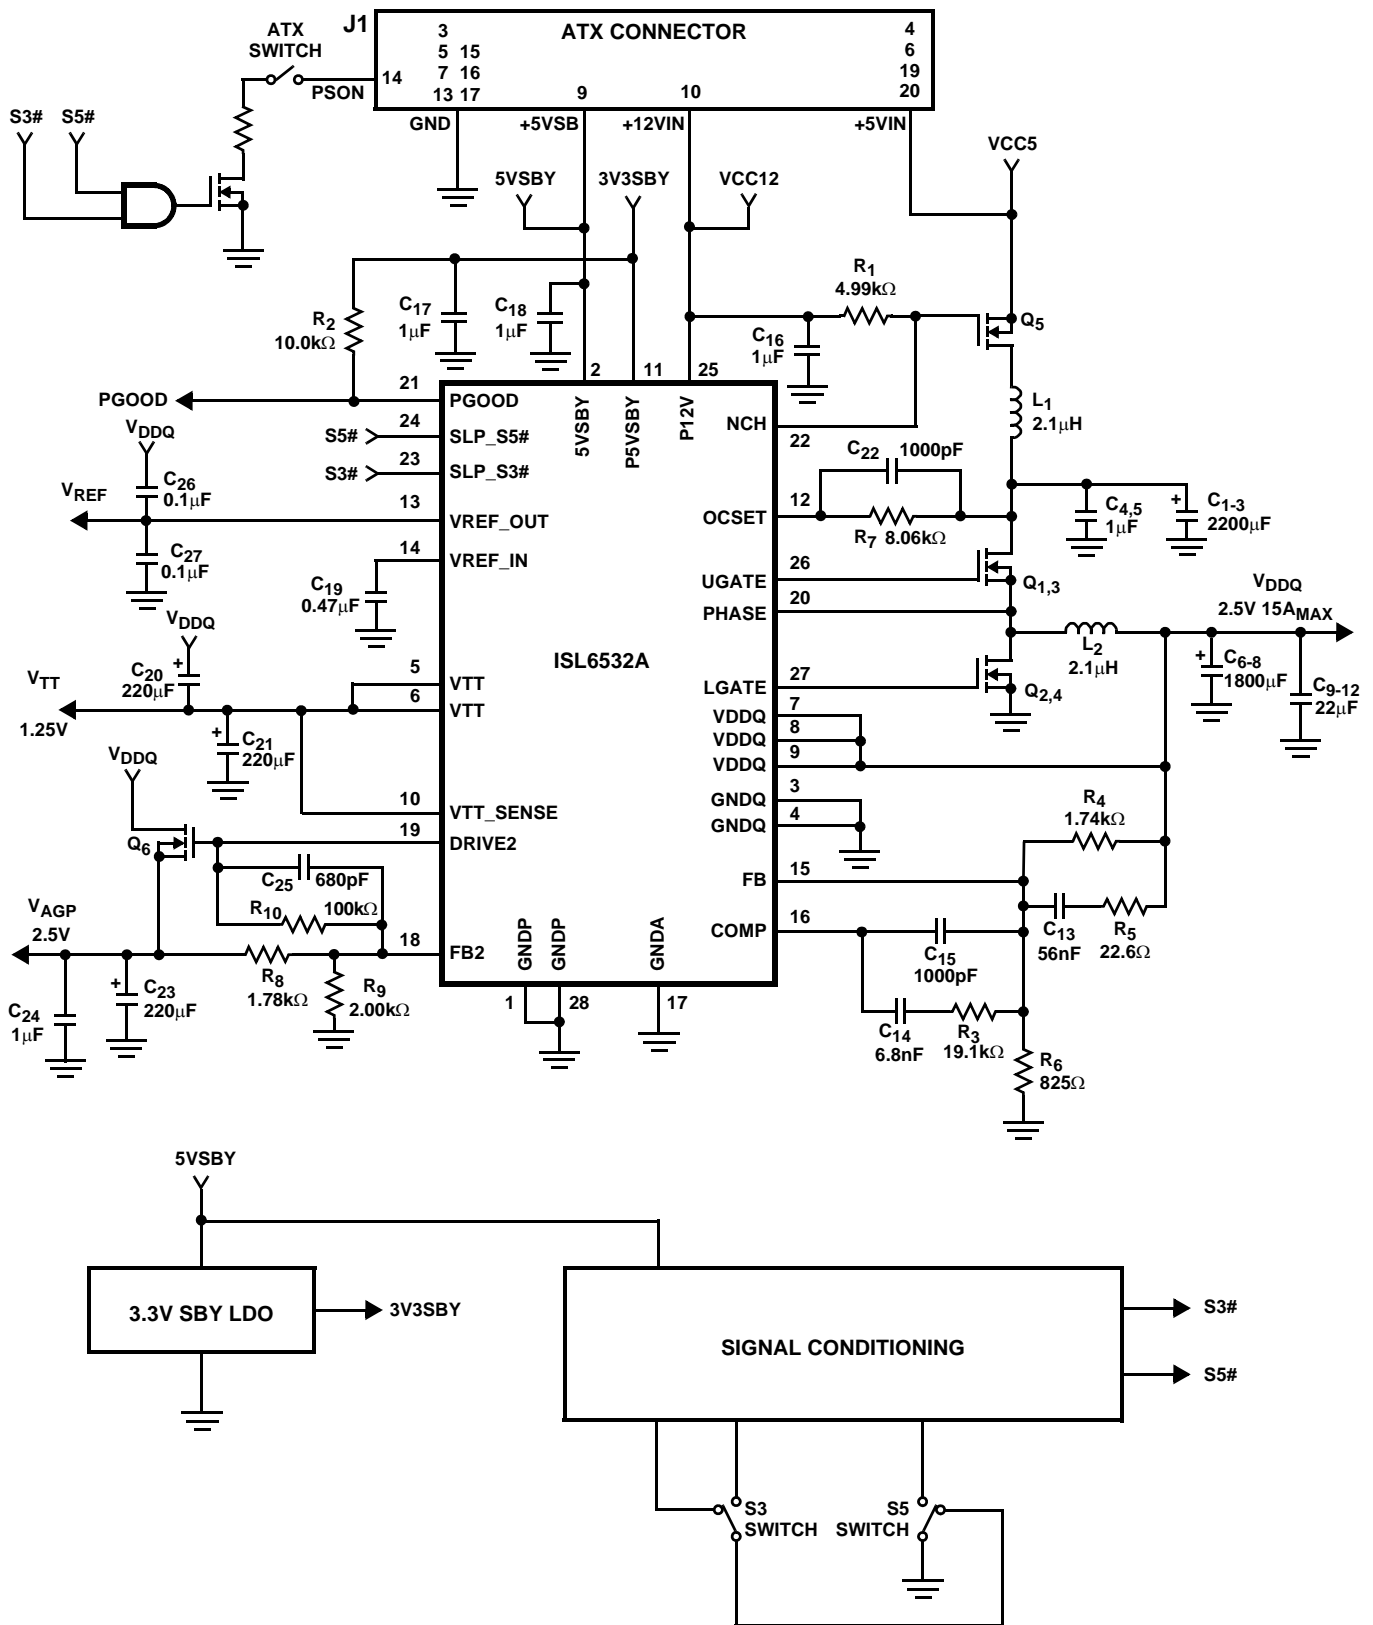 J1
ATX CONNECTOR
ATX
SWITCH
PSON
14
3
5 15
7 16
13 17
9
10
4
6
19
20
GND
+5VSB
+12VIN
+5VIN
S3#
S5#
5VSBY
3V3SBY
VCC12
VCC5
R2
10.0kΩ
C17
1µF
C18
1µF
C16
1µF
R1
4.99kΩ
Q5
L1
2.1µH
2
11
25
5VSBY
P5VSBY
P12V
PGOOD
21
PGOOD
S5#
24
SLP_S5#
S3#
23
SLP_S3#
VDDQ
C26
0.1µF
VREF
13
VREF_OUT
C27
0.1µF
14
VREF_IN
C19
0.47µF
VDDQ
C20
+
220µF
VTT
1.25V
5
VTT
6
VTT
+
C21
220µF
10
VTT_SENSE
VDDQ
Q6
19
DRIVE2
C25
680pF
R10
100kΩ
VAGP
2.5V
18
FB2
R8
1.78kΩ
R9
2.00kΩ
C24
1µF
+
C23
220µF
ISL6532A
GNDP
GNDP
GNDA
1
28
17
NCH
22
C22
1000pF
OCSET
12
R7 8.06kΩ
C4,5
1µF
+
C1-3
2200µF
UGATE
26
Q1,3
PHASE
20
L2
2.1µH
VDDQ
2.5V 15AMAX
LGATE
27
Q2,4
+
C6-8
1800µF
C9-12
22µF
VDDQ
7
VDDQ
8
VDDQ
9
GNDQ
3
GNDQ
4
R4
1.74kΩ
FB
15
C13
56nF
R5
22.6Ω
COMP
16
C15
1000pF
C14
6.8nF
R3
19.1kΩ
R6
825Ω
5VSBY
3.3V SBY LDO
3V3SBY
SIGNAL CONDITIONING
S3#
S5#
S3
SWITCH
S5
SWITCH